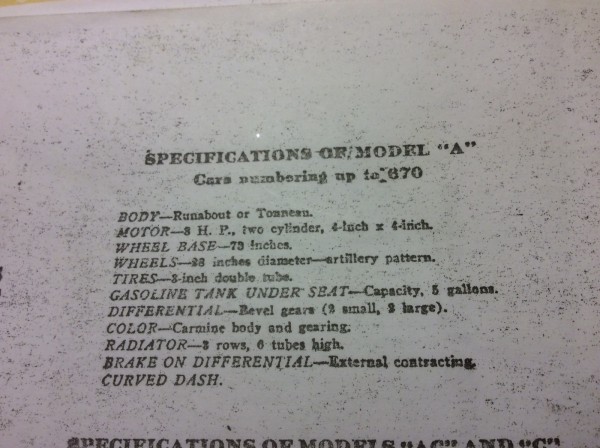 SPECIFICATIONS OF MODEL "A"
Cars numbering up to 670
BODY—Runabout or Tonneau.
MOTOR—8 H. P., two cylinder, 4-inch x 4-inch.
WHEEL BASE—72 inches.
WHEELS—28 inches diameter—artillery pattern.
TIRES—3-inch double tube.
GASOLINE TANK UNDER SEAT—Capacity, 5 gallons.
DIFFERENTIAL—Bevel gears (2 small, 2 large).
COLOR—Carmine body and gearing.
RADIATOR—3 rows, 6 tubes high.
BRAKE ON DIFFERENTIAL—External contracting.
CURVED DASH.
SPECIFICATIONS OF MODELS "AC" AND "C"